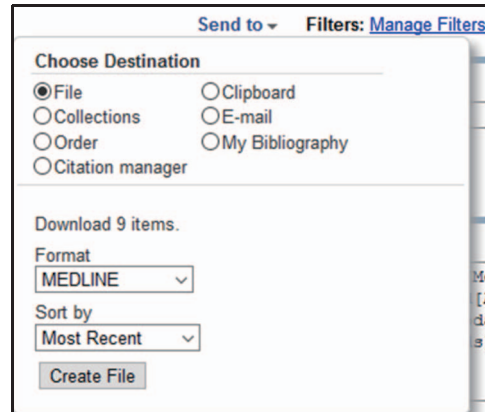 Send to Filters: Manage Filters
Choose Destination
File Clipboard
Collections E-mail
Order My Bibliography
Citation manager
Download 9 items.
Format
MEDLINE
Sort by
Most Recent
Create File